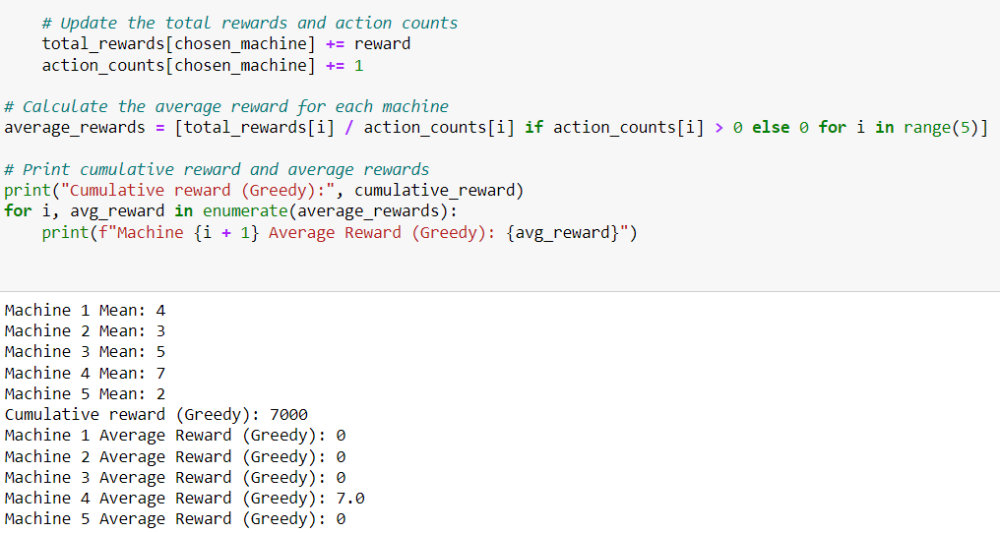 # Update the total rewards and action counts
total_rewards[chosen_machine] += reward
action_counts[chosen_machine] += 1
# Calculate the average reward for each machine
average_rewards = [total_rewards[i] / action_counts[i] if action_counts[i] > 0 else 0 for i in range(5)]
# Print cumulative reward and average rewards
print("Cumulative reward (Greedy):", cumulative_reward)
for i, avg_reward in enumerate(average_rewards):
print(f"Machine {i + 1} Average Reward (Greedy): {avg_reward}")
Machine 1 Mean: 4
Machine 2 Mean: 3
Machine 3 Mean: 5
Machine 4 Mean: 7
Machine 5 Mean: 2
Cumulative reward (Greedy): 7000
Machine 1 Average Reward (Greedy): 0
Machine 2 Average Reward (Greedy): 0
Machine 3 Average Reward (Greedy): 0
Machine 4 Average Reward (Greedy): 7.0
Machine 5 Average Reward (Greedy): 0